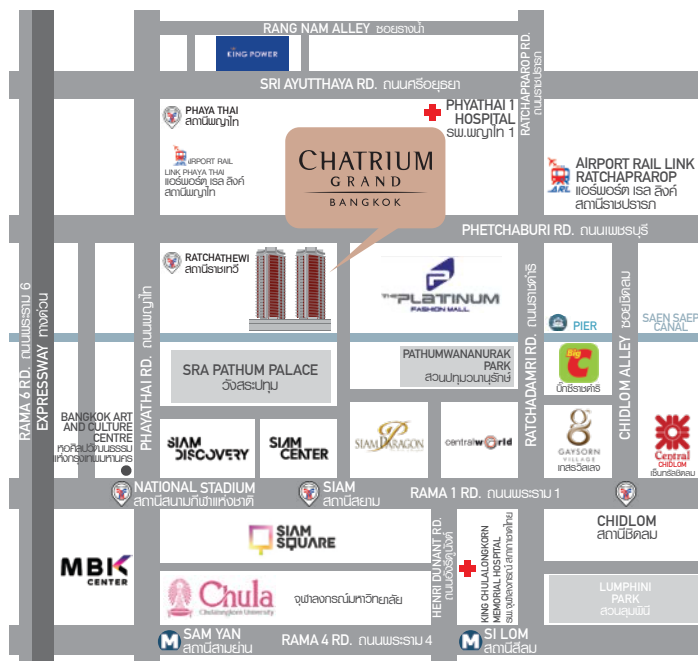 RANG NAM ALLEY ซอยรางน้ำ
KING POWER
SRI AYUTTHAYA RD. ถนนศรีอยุธยา
RATCHAPRAROP RD.
ถนนราชปรารภ
PHAYA THAI
สถานีพญาไท
PHYATHAI 1
HOSPITAL
รพ.พญาไท 1
AIRPORT RAIL
LINK PHAYA THAI
แอร์พอร์ต เรล ลิงค์
สถานีพญาไท
CHATRIUM
GRAND
BANGKOK
ARL
AIRPORT RAIL LINK
RATCHAPRAROP
แอร์พอร์ต เรล ลิงค์
สถานีราชปรารภ
PHETCHABURI RD. ถนนเพชรบุรี
RATCHATHEWI
สถานีราชเทวี
THE PLATINUM
FASHION MALL
PIER
SAEN SAEP
CANAL
RAMA 6 RD. ถนนพระราม 6
EXPRESSWAY ทางด่วน
PHAYATHAI RD. ถนนพญาไท
RATCHADAMRI RD. ถนนราชดำริ
CHIDLOM ALLEY ซอยชิดลม
SRA PATHUM PALACE
วังสระปทุม
PATHUMWANANURAK
PARK
สวนปทุมวนานุรักษ์
Big C
บิ๊กซีราชดำริ
BANGKOK ART
AND CULTURE
CENTRE
หอศิลปวัฒนธรรม
แห่งกรุงเทพมหานคร
SIAM
DISCOVERY
SIAM
CENTER
SIAM PARAGON
centralwOrld
GAYSORN
VILLAGE
เกสรวิลเลจ
Central
CHIDLOM
เซ็นทรัลชิดลม
NATIONAL STADIUM
สถานีสนามกีฬาแห่งชาติ
SIAM
สถานีสยาม
RAMA 1 RD. ถนนพระราม 1
CHIDLOM
สถานีชิดลม
MBK
CENTER
SIAM
SQUARE
HENRI DUNANT RD.
ถนนอังรีดูนังต์
KING CHULALONGKORN
MEMORIAL HOSPITAL
รพ.จุฬาลงกรณ์ สภากาชาดไทย
Chula
Chulalongkorn University
จุฬาลงกรณ์มหาวิทยาลัย
LUMPHINI
PARK
สวนลุมพินี
M
SAM YAN
สถานีสามย่าน
RAMA 4 RD. ถนนพระราม 4
M
SI LOM
สถานีสีลม